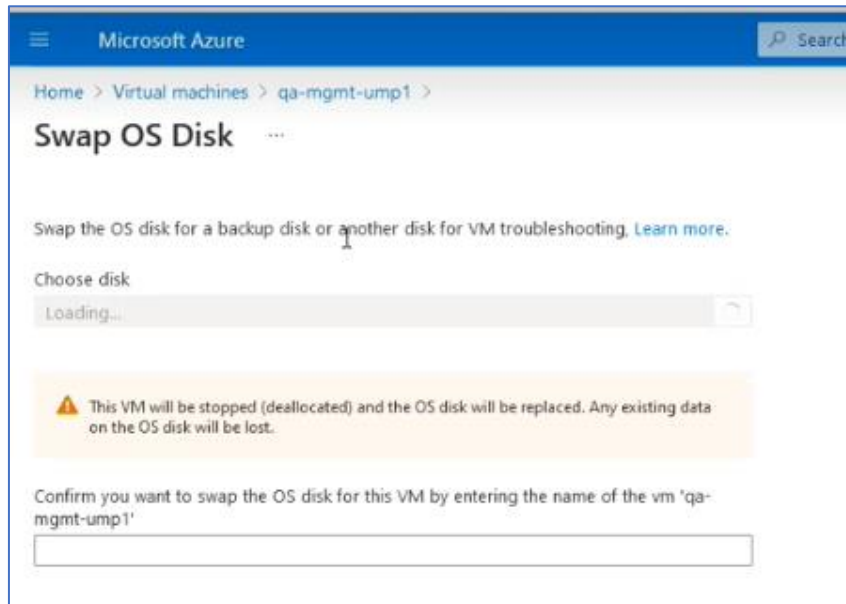 Microsoft Azure
Search
Home > Virtual machines > qa-mgmt-ump1 >
Swap OS Disk ...
Swap the OS disk for a backup disk or another disk for VM troubleshooting, Learn more.
Choose disk
Loading...
This VM will be stopped (deallocated) and the OS disk will be replaced. Any existing data
on the OS disk will be lost.
Confirm you want to swap the OS disk for this VM by entering the name of the vm 'qa-
mgmt-ump1'